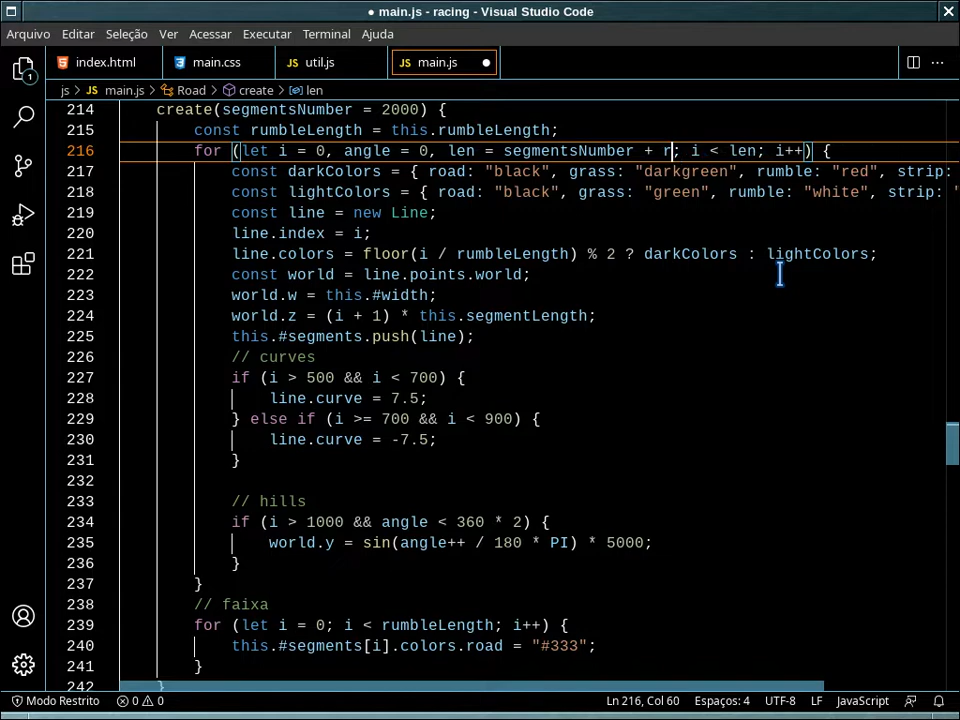 ● main.js - racing - Visual Studio Code
Arquivo Editar Seleção Ver Acessar Executar Terminal Ajuda
index.html main.css JS util.js JS main.js ●
js > JS main.js > Road > create > len
214 create(segmentsNumber = 2000) {
215 const rumbleLength = this.rumbleLength;
216 for (let i = 0, angle = 0, len = segmentsNumber + r; i < len; i++) {
217 const darkColors = { road: "black", grass: "darkgreen", rumble: "red", strip:
218 const lightColors = { road: "black", grass: "green", rumble: "white", strip: "
219 const line = new Line;
220 line.index = i;
221 line.colors = floor(i / rumbleLength) % 2 ? darkColors : lightColors;
222 const world = line.points.world;
223 world.w = this.#width;
224 world.z = (i + 1) * this.segmentLength;
225 this.#segments.push(line);
226 // curves
227 if (i > 500 && i < 700) {
228 line.curve = 7.5;
229 } else if (i >= 700 && i < 900) {
230 line.curve = -7.5;
231 }
232
233 // hills
234 if (i > 1000 && angle < 360 * 2) {
235 world.y = sin(angle++ / 180 * PI) * 5000;
236 }
237 }
238 // faixa
239 for (let i = 0; i < rumbleLength; i++) {
240 this.#segments[i].colors.road = "#333";
241 }
242 }
Modo Restrito 0 0 Ln 216, Col 60 Espaços: 4 UTF-8 LF JavaScript